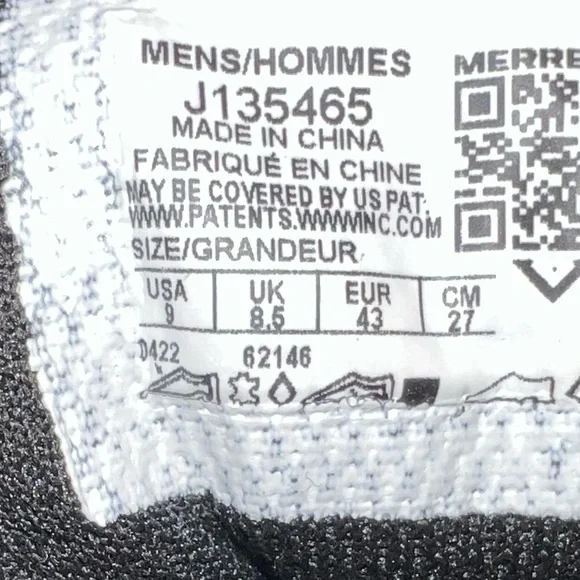 MENS/HOMMES
MERRE
J135465
MADE IN CHINA
FABRIQUÉ EN CHINE
MAY BE COVERED BY US PAT.
WWW.PATENTS.WWWINC.COM
SIZE/GRANDEUR
USA UK EUR CM
9 8.5 43 27
0422 62146